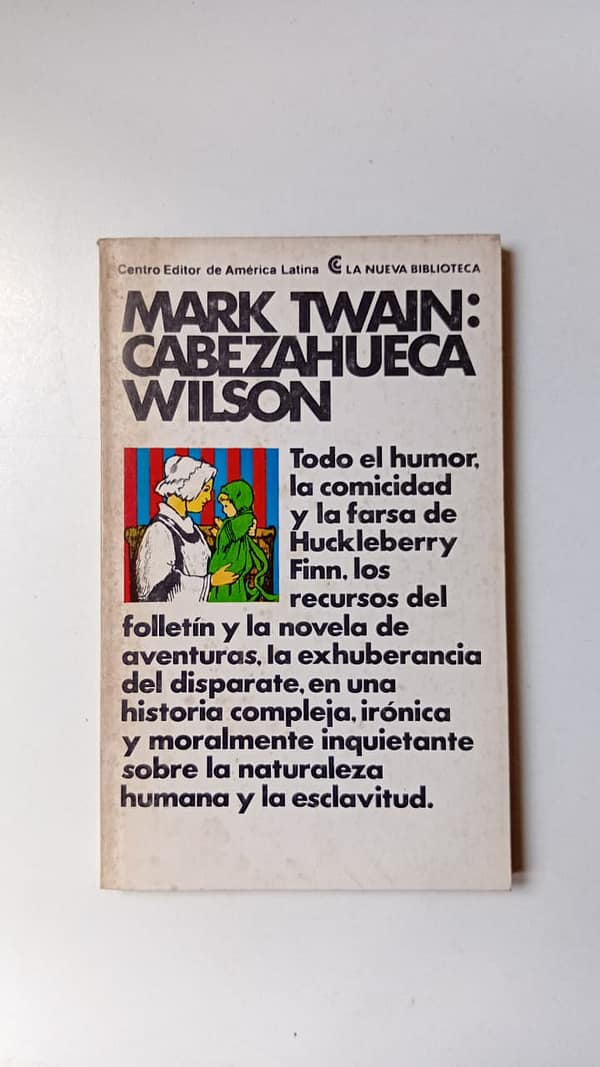 Centro Editor de América Latina LA NUEVA BIBLIOTECA
MARK TWAIN:
CABEZAHUECA
WILSON
Todo el humor,
la comicidad
y la farsa de
Huckleberry
Finn, los
recursos del
folletín y la novela de
aventuras, la exhuberancia
del disparate, en una
historia compleja, irónica
y moralmente inquietante
sobre la naturaleza
humana y la esclavitud.